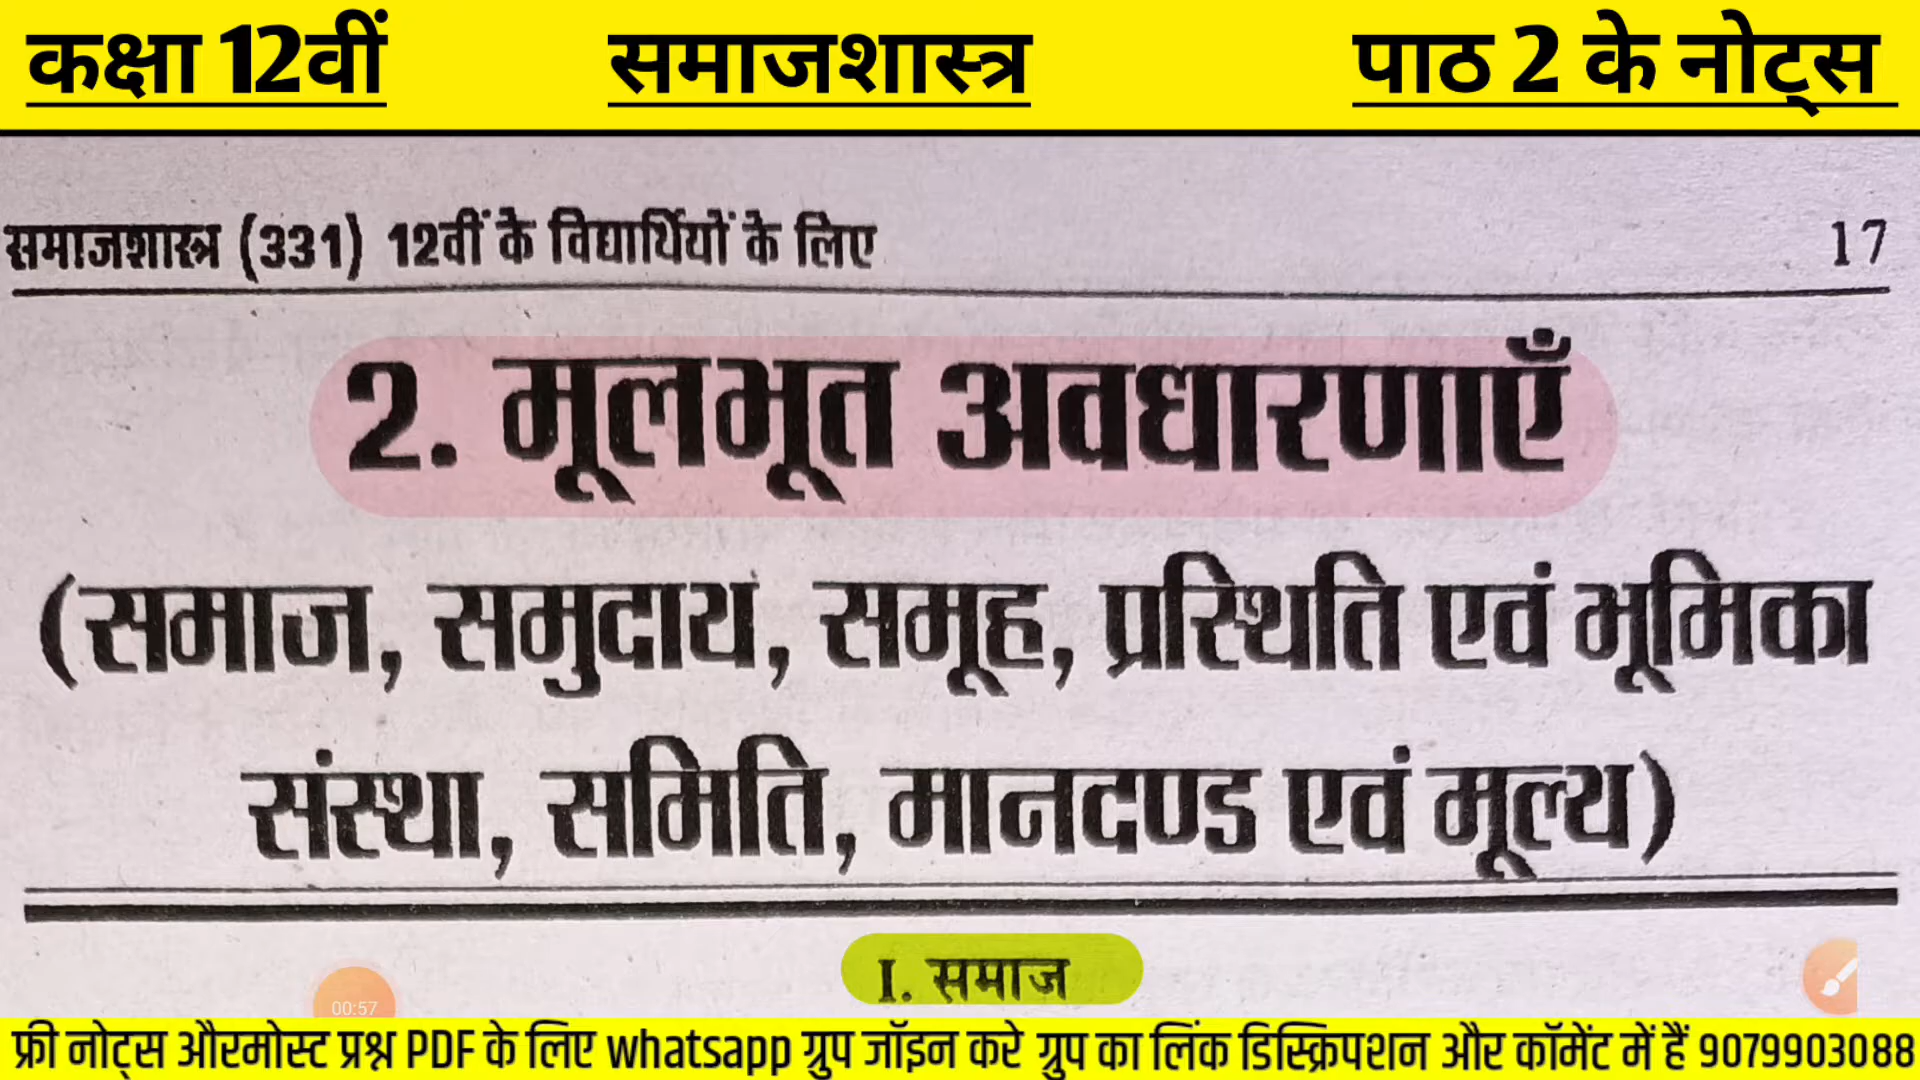 कक्षा 12वीं समाजशास्त्र पाठ 2 के नोट्स
समाजशास्त्र (331) 12वीं के विद्यार्थियों के लिए 17
2. मूलभूत अवधारणाएँ
(समाज, समुदाय, समूह, प्रस्थिति एवं भूमिका
संस्था, समिति, मानदण्ड एवं मूल्य)
I. समाज
00:57
फ्री नोट्स औरमोस्ट प्रश्न PDF के लिए whatsapp ग्रुप जॉइन करे ग्रुप का लिंक डिस्क्रिपशन और कॉमेंट में हैं 9079903088